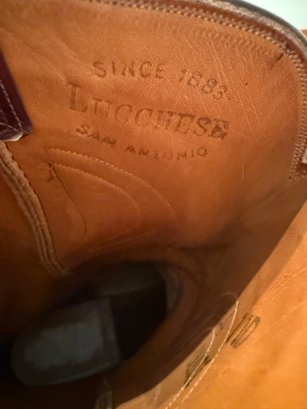 SINCE 1883.
LUCCHESE
SAN ANTONIO